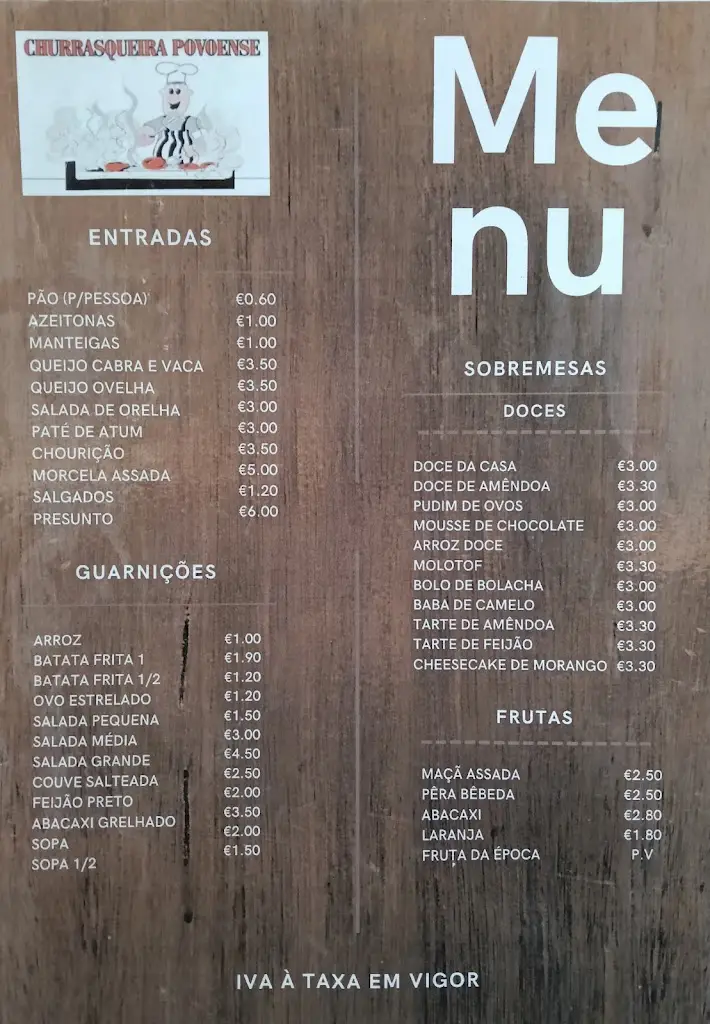 CHURRASQUEIRA POVOENSE
Menu
ENTRADAS
PÃO (P/PESSOA) €0.60
AZEITONAS €1.00
MANTEIGAS €1.00
QUEIJO CABRA E VACA €3.50
QUEIJO OVELHA €3.50
SALADA DE ORELHA €3.00
PATÉ DE ATUM €3.00
CHOURIÇÃO €3.50
MORCELA ASSADA €5.00
SALGADOS €1.20
PRESUNTO €6.00
GUARNIÇÕES
ARROZ €1.00
BATATA FRITA 1 €1.90
BATATA FRITA 1/2 €1.20
OVO ESTRELADO €1.20
SALADA PEQUENA €1.50
SALADA MÉDIA €3.00
SALADA GRANDE €4.50
COUVE SALTEADA €2.50
FEIJÃO PRETO €2.00
ABACAXI GRELHADO €3.50
SOPA €2.00
SOPA 1/2 €1.50
SOBREMESAS
DOCES
DOCE DA CASA €3.00
DOCE DE AMÊNDOA €3.30
PUDIM DE OVOS €3.00
MOUSSE DE CHOCOLATE €3.00
ARROZ DOCE €3.00
MOLOTOF €3.30
BOLO DE BOLACHA €3.00
BABA DE CAMELO €3.00
TARTE DE AMÊNDOA €3.30
TARTE DE FEIJÃO €3.30
CHEESECAKE DE MORANGO €3.30
FRUTAS
MAÇÃ ASSADA €2.50
PÊRA BÊBEDA €2.50
ABACAXI €2.80
LARANJA €1.80
FRUTA DA ÉPOCA P.V
IVA À TAXA EM VIGOR